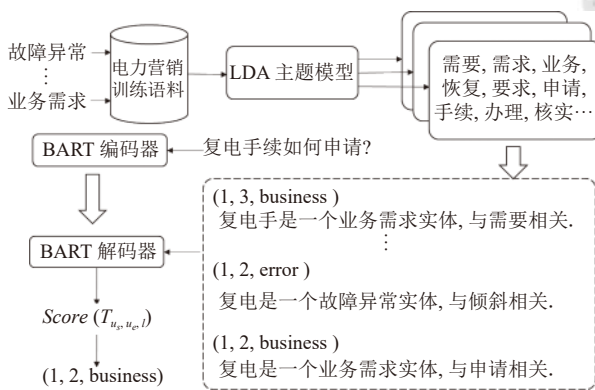 故障异常
⋮
业务需求
电力营销
训练语料
LDA 主题模型
需要, 需求, 业务,
恢复, 要求, 申请,
手续, 办理, 核实…
BART 编码器
复电手续如何申请?
BART 解码器
Score (T_{u_s, u_e, l})
(1, 2, business)
(1, 3, business )
复电手是一个业务需求实体, 与需要相关.
⋮
(1, 2, error )
复电是一个故障异常实体, 与倾斜相关.
(1, 2, business )
复电是一个业务需求实体, 与申请相关.